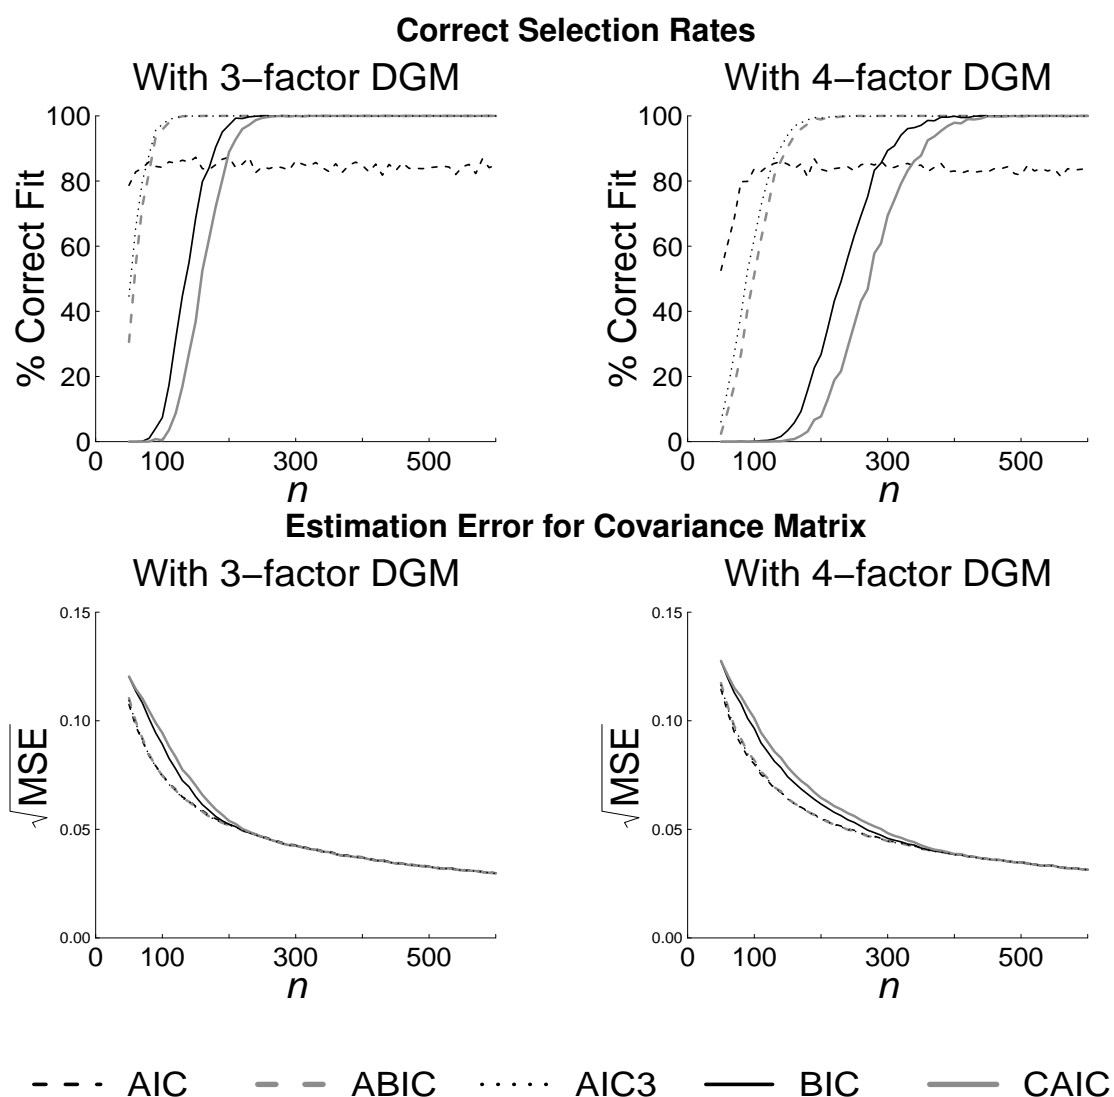 Correct Selection Rates
With 3−factor DGM
With 4−factor DGM
% Correct Fit
100
80
60
40
20
0
0 100 300 500
n
% Correct Fit
100
80
60
40
20
0
0 100 300 500
n
Estimation Error for Covariance Matrix
With 3−factor DGM
With 4−factor DGM
√MSE
0.15
0.10
0.05
0.00
0 100 300 500
n
√MSE
0.15
0.10
0.05
0.00
0 100 300 500
n
AIC ABIC AIC3 BIC CAIC